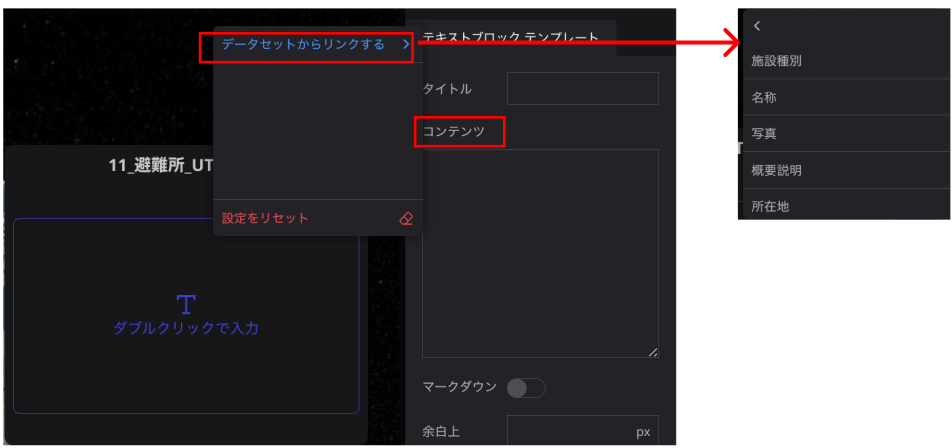 データセットからリンクする
設定をリセット
11_避難所_UT
T
ダブルクリックで入力
テキストブロック テンプレート
タイトル
コンテンツ
マークダウン
余白上
px
施設種別
名称
写真
概要説明
所在地